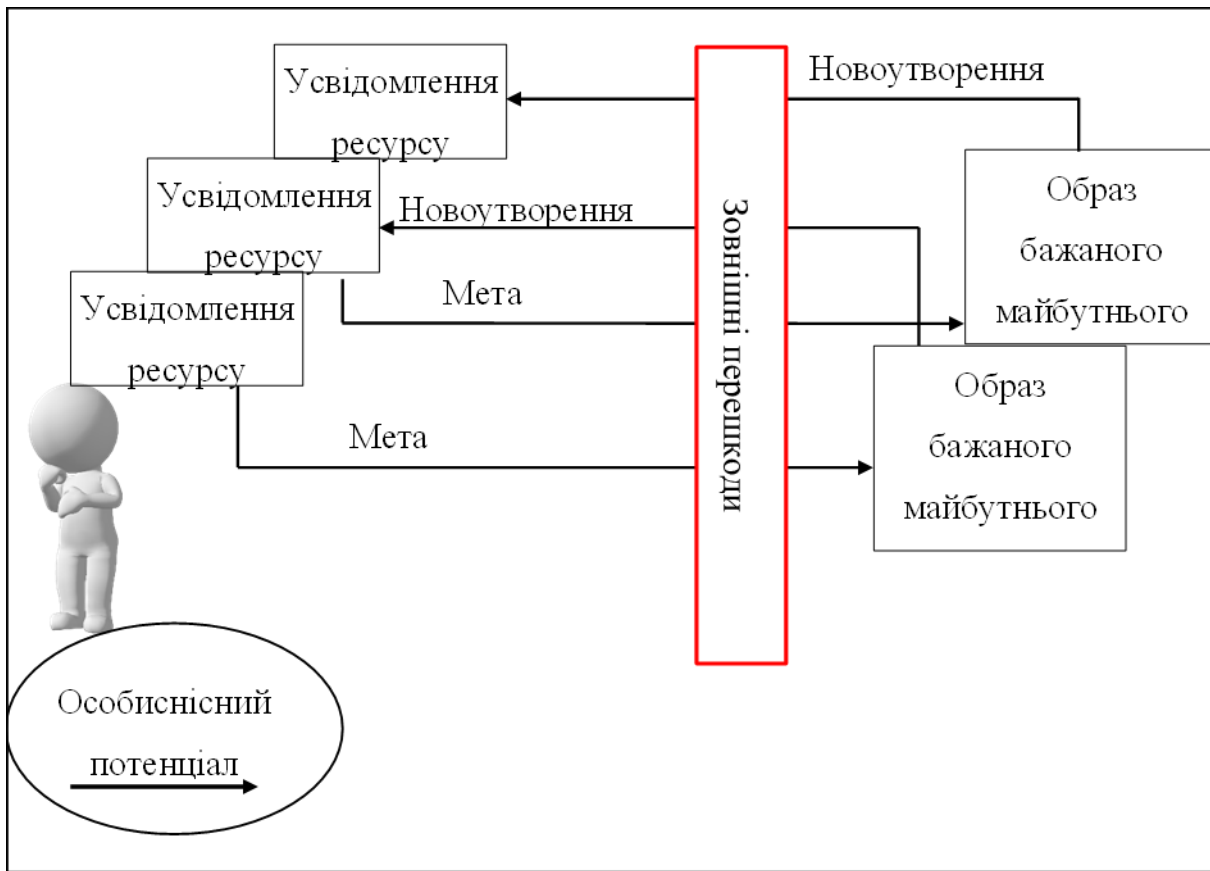 Усвідомлення
ресурсу
Новоутворення
Усвідомлення
ресурсу
Новоутворення
Образ
бажаного
майбутнього
Усвідомлення
ресурсу
Мета
Зовнішні перешкоди
Образ
бажаного
майбутнього
Мета
Особиснісний
потенціал